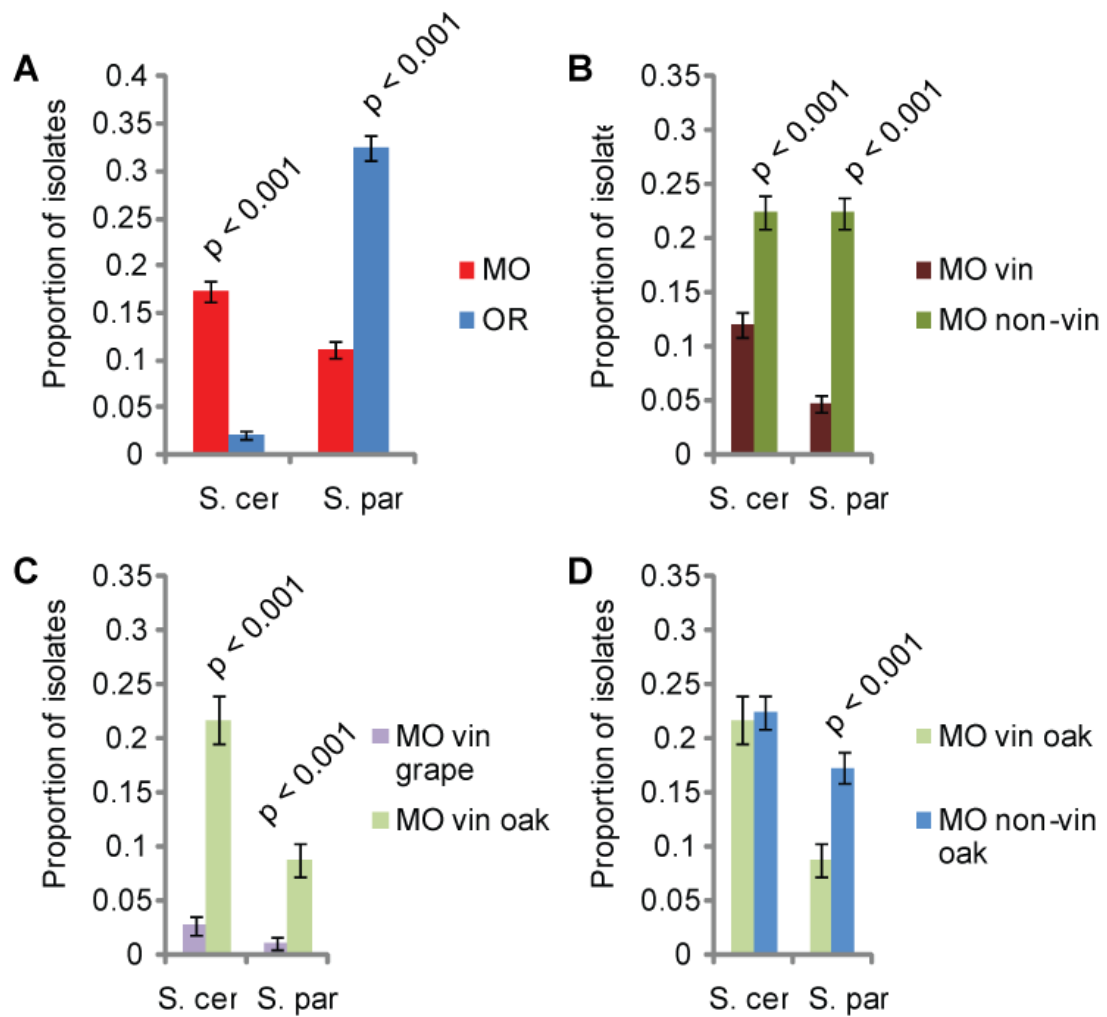 A
Proportion of isolates
0.4
0.35
0.3
0.25
0.2
0.15
0.1
0.05
0
p < 0.001
p < 0.001
S. cer
S. par
MO
OR
B
Proportion of isolate
0.35
0.3
0.25
0.2
0.15
0.1
0.05
0
p < 0.001
p < 0.001
S. cer
S. par
MO vin
MO non-vin
C
Proportion of isolates
0.35
0.3
0.25
0.2
0.15
0.1
0.05
0
p < 0.001
p < 0.001
S. cer
S. par
MO vin
grape
MO vin oak
D
Proportion of isolates
0.35
0.3
0.25
0.2
0.15
0.1
0.05
0
p < 0.001
S. cer
S. par
MO vin oak
MO non-vin
oak